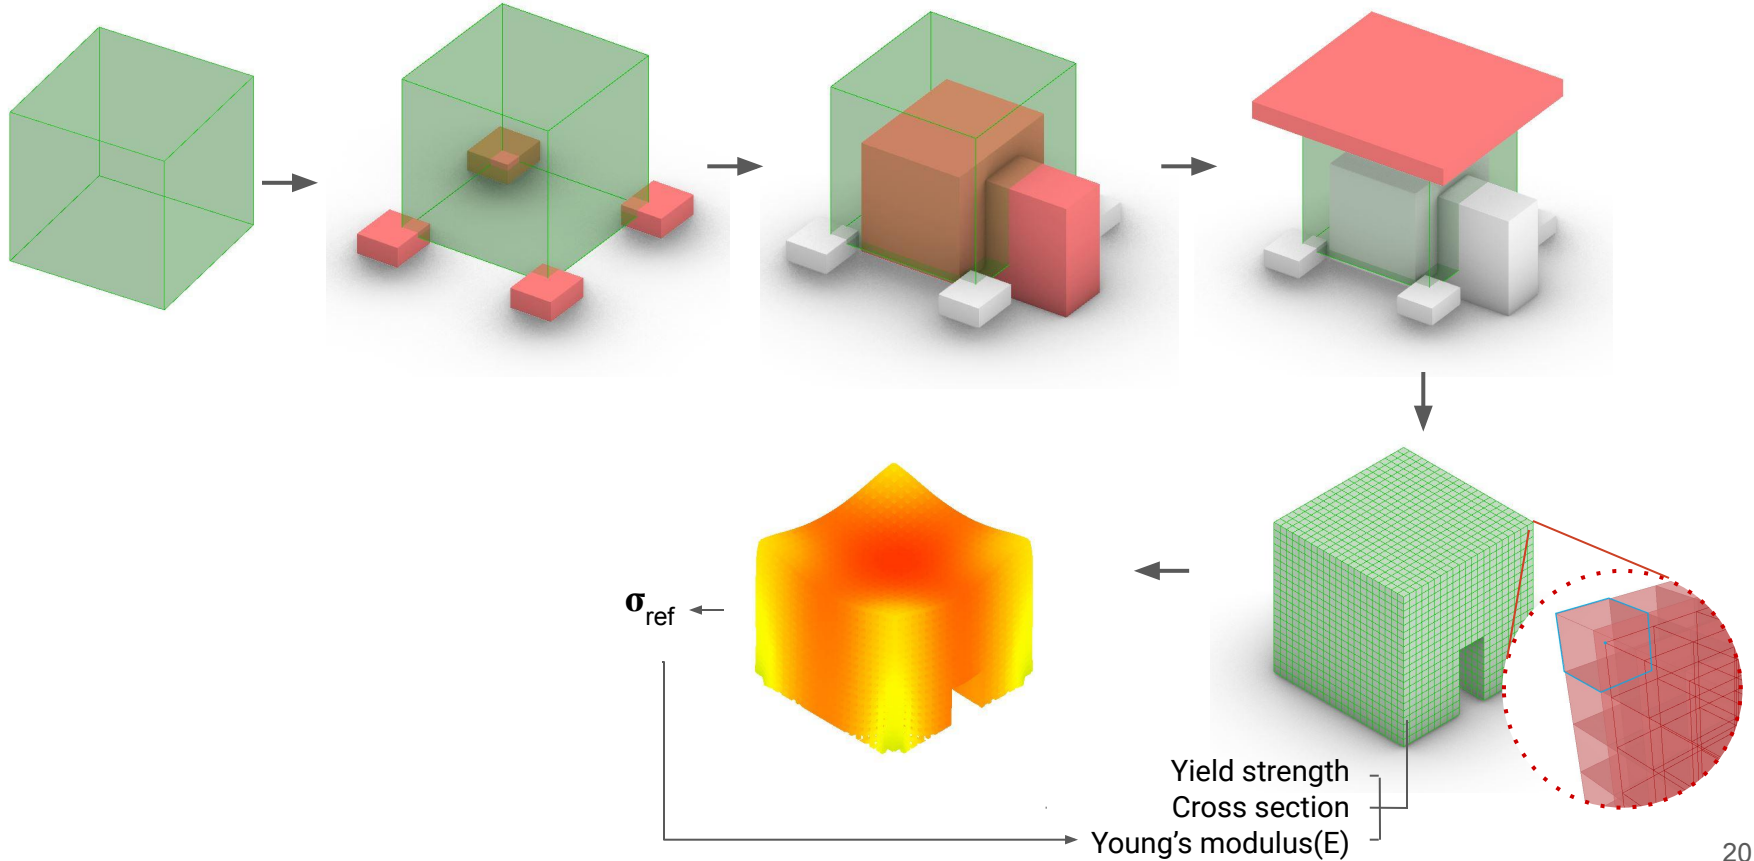 σref
Yield strength
Cross section
Young's modulus(E)
20